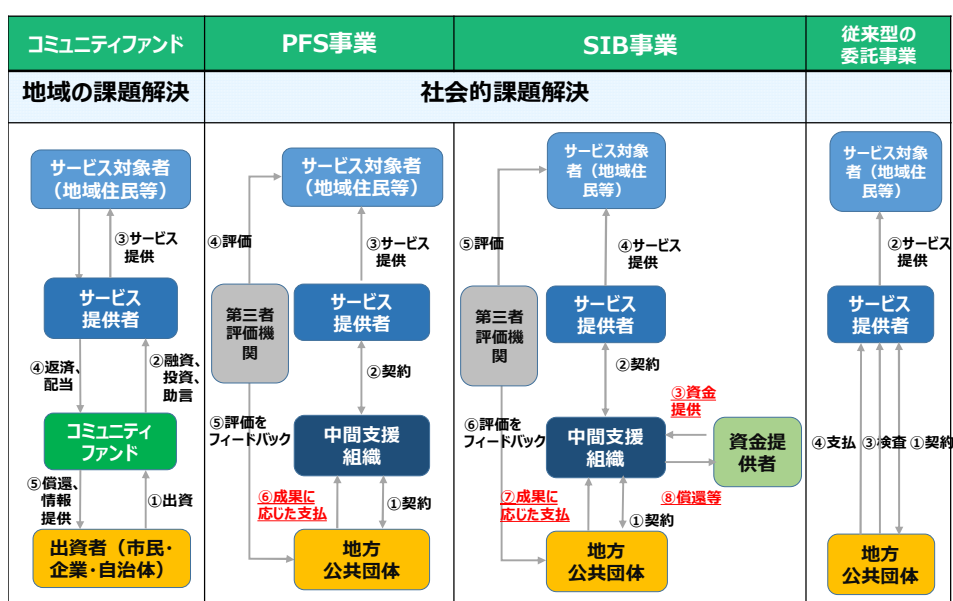 コミュニティファンド
PFS事業
SIB事業
従来型の
委託事業
地域の課題解決
社会的課題解決
サービス対象者
（地域住民等）
③サービス
提供
サービス
提供者
④返済、
配当
②融資、
投資、
助言
コミュニティ
ファンド
⑤償還、
情報
提供
①出資
出資者（市民・
企業・自治体）
サービス対象者
（地域住民等）
④評価
③サービス
提供
第三者
評価機
関
サービス
提供者
②契約
⑤評価を
フィードバック
中間支援
組織
⑥成果に
応じた支払
①契約
地方
公共団体
サービス対象
者（地域住
民等）
⑤評価
④サービス
提供
第三者
評価機
関
サービス
提供者
②契約
③資金
提供
⑥評価を
フィードバック
中間支援
組織
資金提
供者
⑦成果に
応じた支払
⑧償還等
①契約
地方
公共団体
サービス対象
者（地域住
民等）
②サービス
提供
サービス
提供者
④支払
③検査
①契約
地方
公共団体